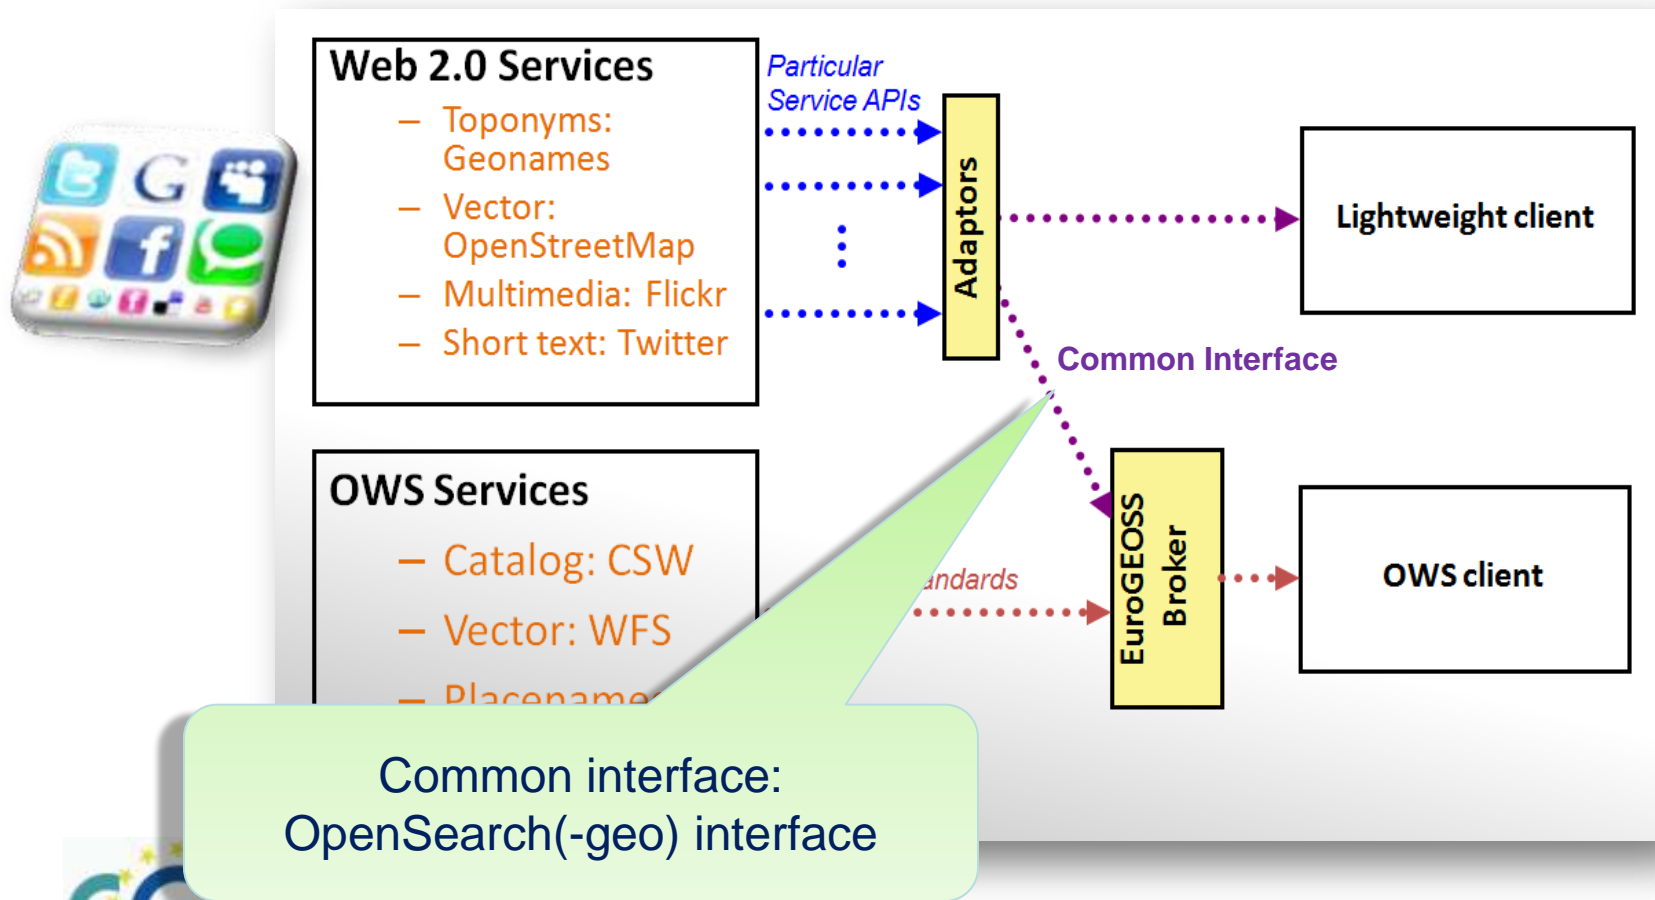 Web 2.0 Services
– Toponyms:
Geonames
– Vector:
OpenStreetMap
– Multimedia: Flickr
– Short text: Twitter
Particular
Service APIs
Adaptors
Lightweight client
Common Interface
OWS Services
– Catalog: CSW
– Vector: WFS
EuroGEOSS
Broker
OWS client
Common interface:
OpenSearch(-geo) interface